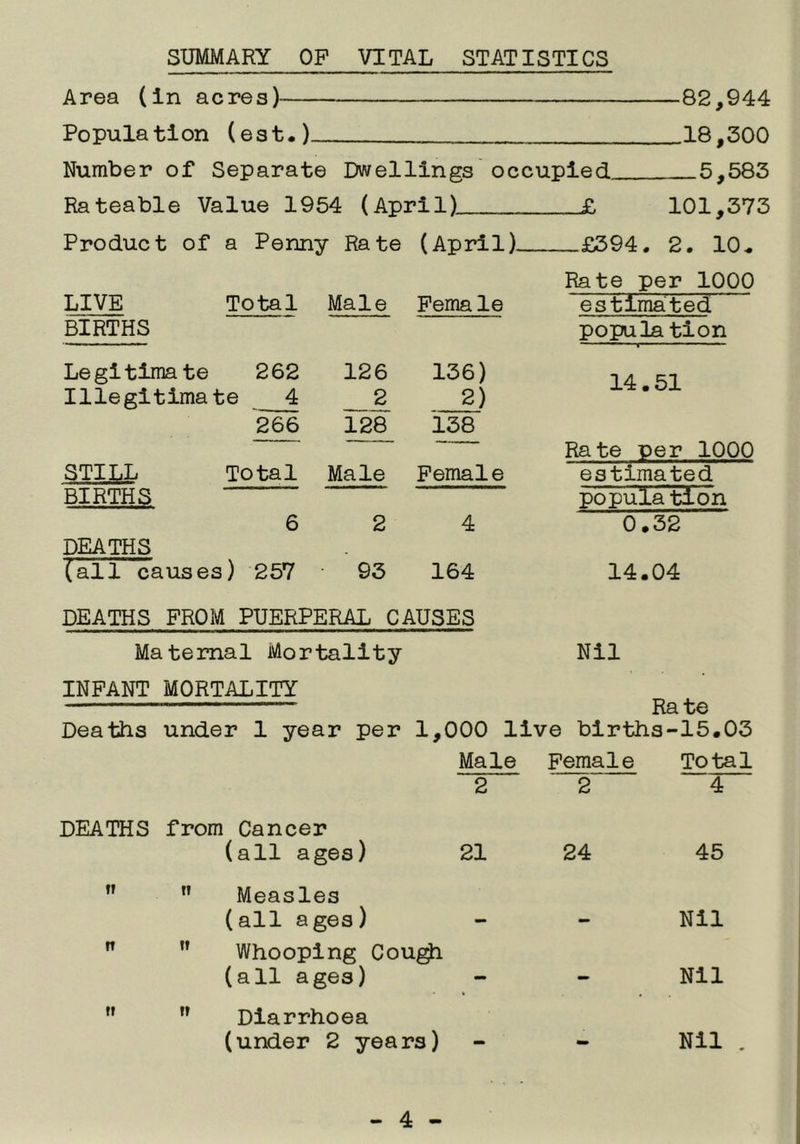 SUMMARY OF VITAL STATISTICS
Area (in acres) 82,944
Population (est.) 18,300
Number of Separate Dwellings occupied 5,583
Rateable Value 1954 (April) £ 101,373
Product of a Penny Rate (April) £394. 2. 10.
Rate per 1000
LIVE Total Male Female estimated
BIRTHS population
Legitimate 262 126 136)
14.51
Illegitimate 4 2 2)
266 128 138
Rate per 1000
STILL Total Male Female estimated
BIRTHS population
6 2 4 0.32
DEATHS
(all causes) 257 93 164 14.04
DEATHS FROM PUERPERAL CAUSES
Maternal Mortality Nil
INFANT MORTALITY
Rate
Deaths under 1 year per 1,000 live births-15.03
Male Female Total
2 2 4
DEATHS from Cancer
(all ages) 21 24 45
" " Measles
(all ages) - - Nil
" " Whooping Cough
(all ages) - - Nil
" " Diarrhoea
(under 2 years) - - Nil .
- 4 -